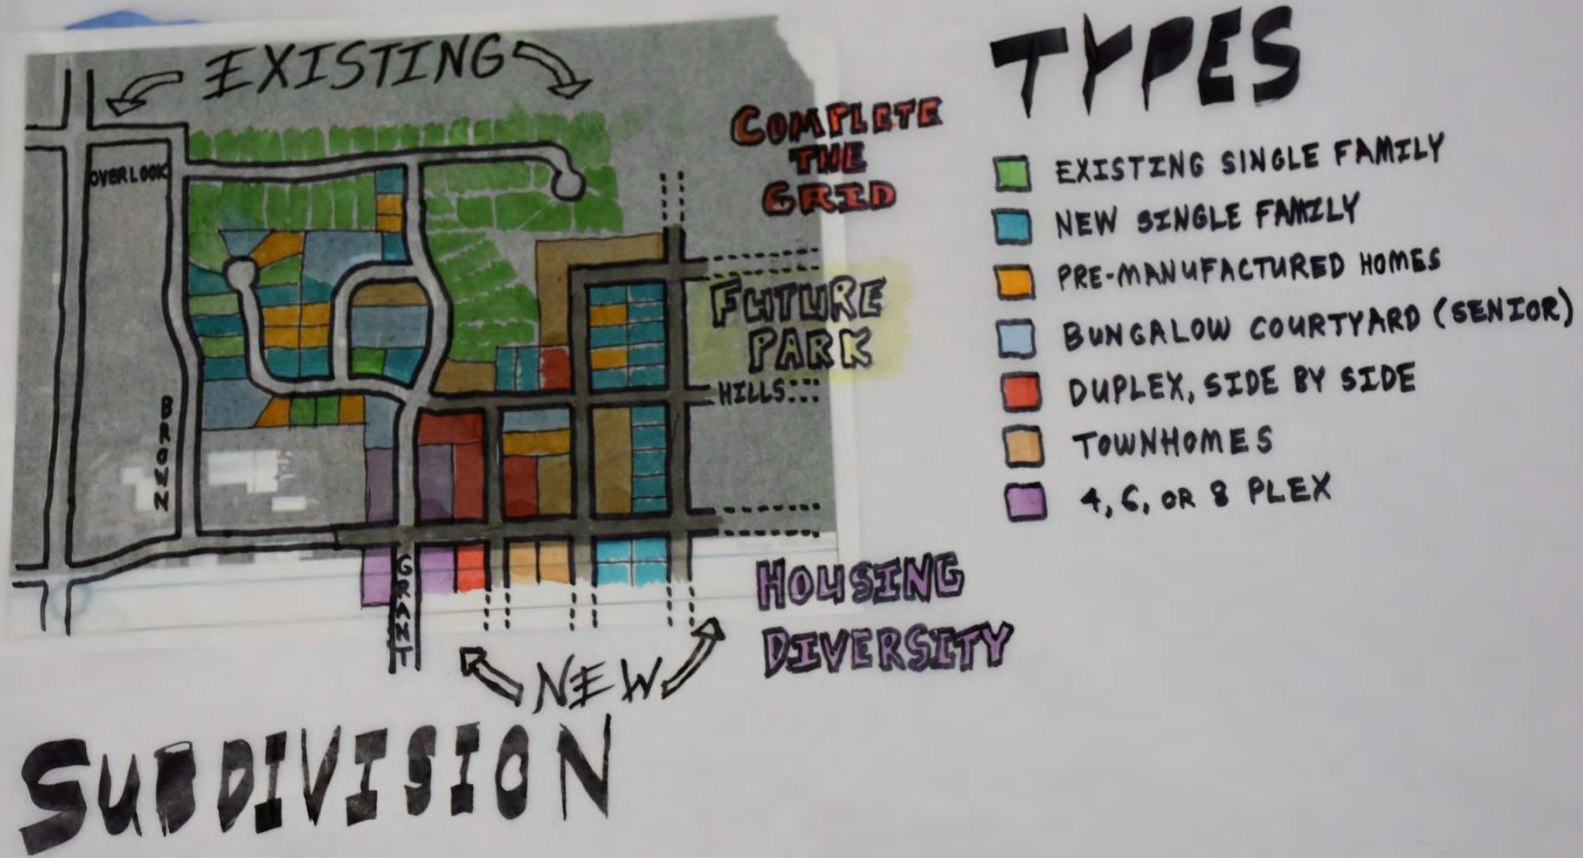 EXISTING
TYPES
COMPLETE
THE
GRID
OVERLOOK
EXISTING SINGLE FAMILY
NEW SINGLE FAMILY
PRE-MANUFACTURED HOMES
BUNGALOW COURTYARD (SENIOR)
DUPLEX, SIDE BY SIDE
TOWNHOMES
4, 6, OR 8 PLEX
FUTURE
PARK
HILLS
BROWN
GRANT
HOUSING
DIVERSITY
NEW
SUBDIVISION